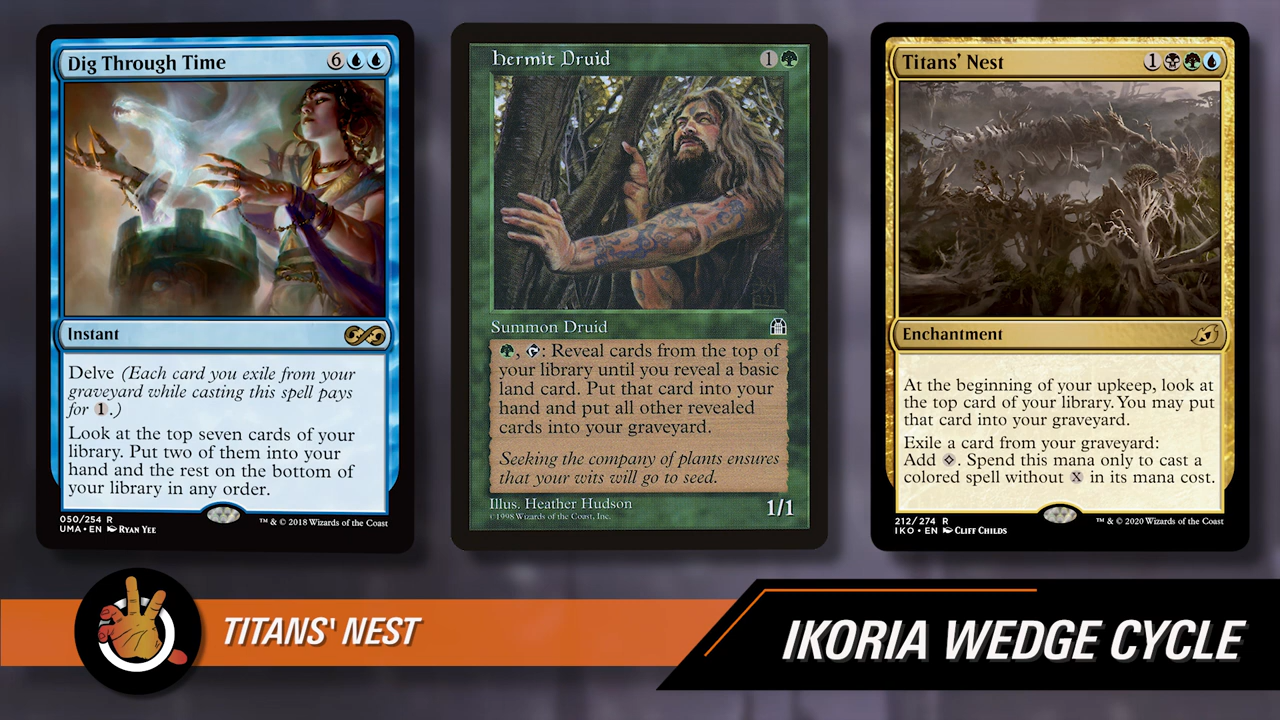 Dig Through Time 6
Instant
Delve (Each card you exile from your
graveyard while casting this spell pays
for 1.)
Look at the top seven cards of your
library. Put two of them into your
hand and the rest on the bottom of
your library in any order.
050/254 R
UMA • EN RYAN YEE
™ & © 2018 Wizards of the Coast
Hermit Druid 1
Summon Druid
, : Reveal cards from the top of
your library until you reveal a basic
land card. Put that card into your
hand and put all other revealed
cards into your graveyard.
Seeking the company of plants ensures
that your wits will go to seed.
Illus. Heather Hudson
©1998 Wizards of the Coast, Inc.
1/1
Titans' Nest 1
Enchantment
At the beginning of your upkeep, look at
the top card of your library. You may put
that card into your graveyard.
Exile a card from your graveyard:
Add . Spend this mana only to cast a
colored spell without X in its mana cost.
212/274 R
IKO • EN CLIFF CHILDS
™ & © 2020 Wizards of the Coast
TITANS' NEST
IKORIA WEDGE CYCLE